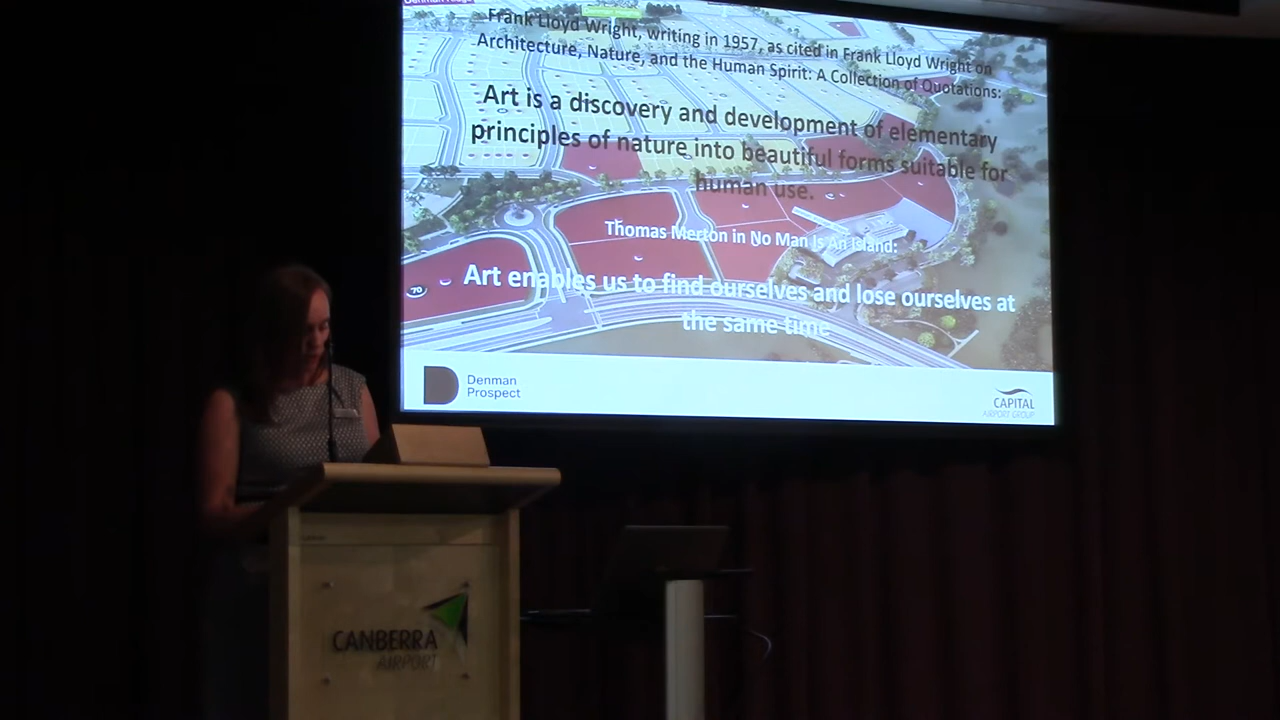 Denman Ridge
Frank Lloyd Wright, writing in 1957, as cited in Frank Lloyd Wright on
Architecture, Nature, and the Human Spirit: A Collection of Quotations:
Art is a discovery and development of elementary
principles of nature into beautiful forms suitable for
human use.
Thomas Merton in No Man Is An Island:
Art enables us to find ourselves and lose ourselves at
the same time
70
Denman
Prospect
CAPITAL
AIRPORT GROUP
CANBERRA
AIRPORT